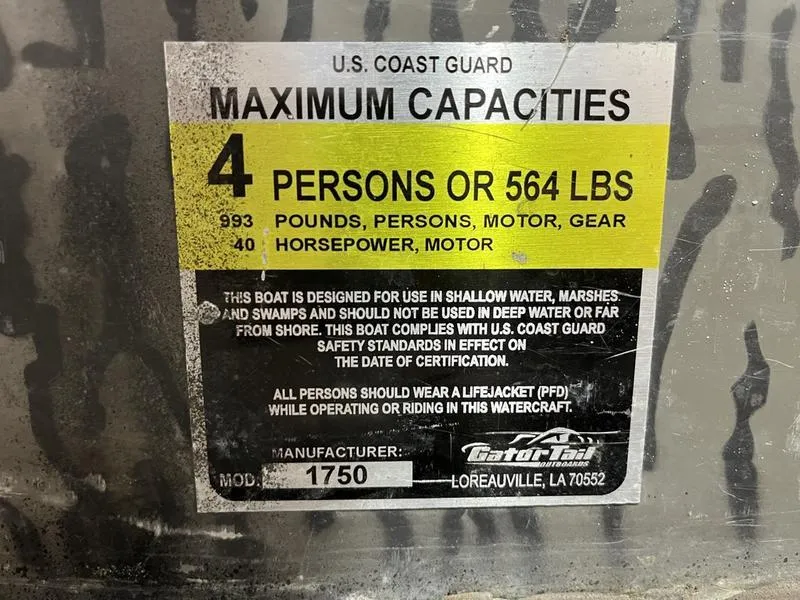 U.S. COAST GUARD
MAXIMUM CAPACITIES
4 PERSONS OR 564 LBS
993 POUNDS, PERSONS, MOTOR, GEAR
40 HORSEPOWER, MOTOR
THIS BOAT IS DESIGNED FOR USE IN SHALLOW WATER, MARSHES
AND SWAMPS AND SHOULD NOT BE USED IN DEEP WATER OR FAR
FROM SHORE. THIS BOAT COMPLIES WITH U.S. COAST GUARD
SAFETY STANDARDS IN EFFECT ON
THE DATE OF CERTIFICATION.
ALL PERSONS SHOULD WEAR A LIFEJACKET (PFD)
WHILE OPERATING OR RIDING IN THIS WATERCRAFT.
MANUFACTURER:
MOD. 1750
Gator Tail
OUTBOARDS
LOREAUVILLE, LA 70552